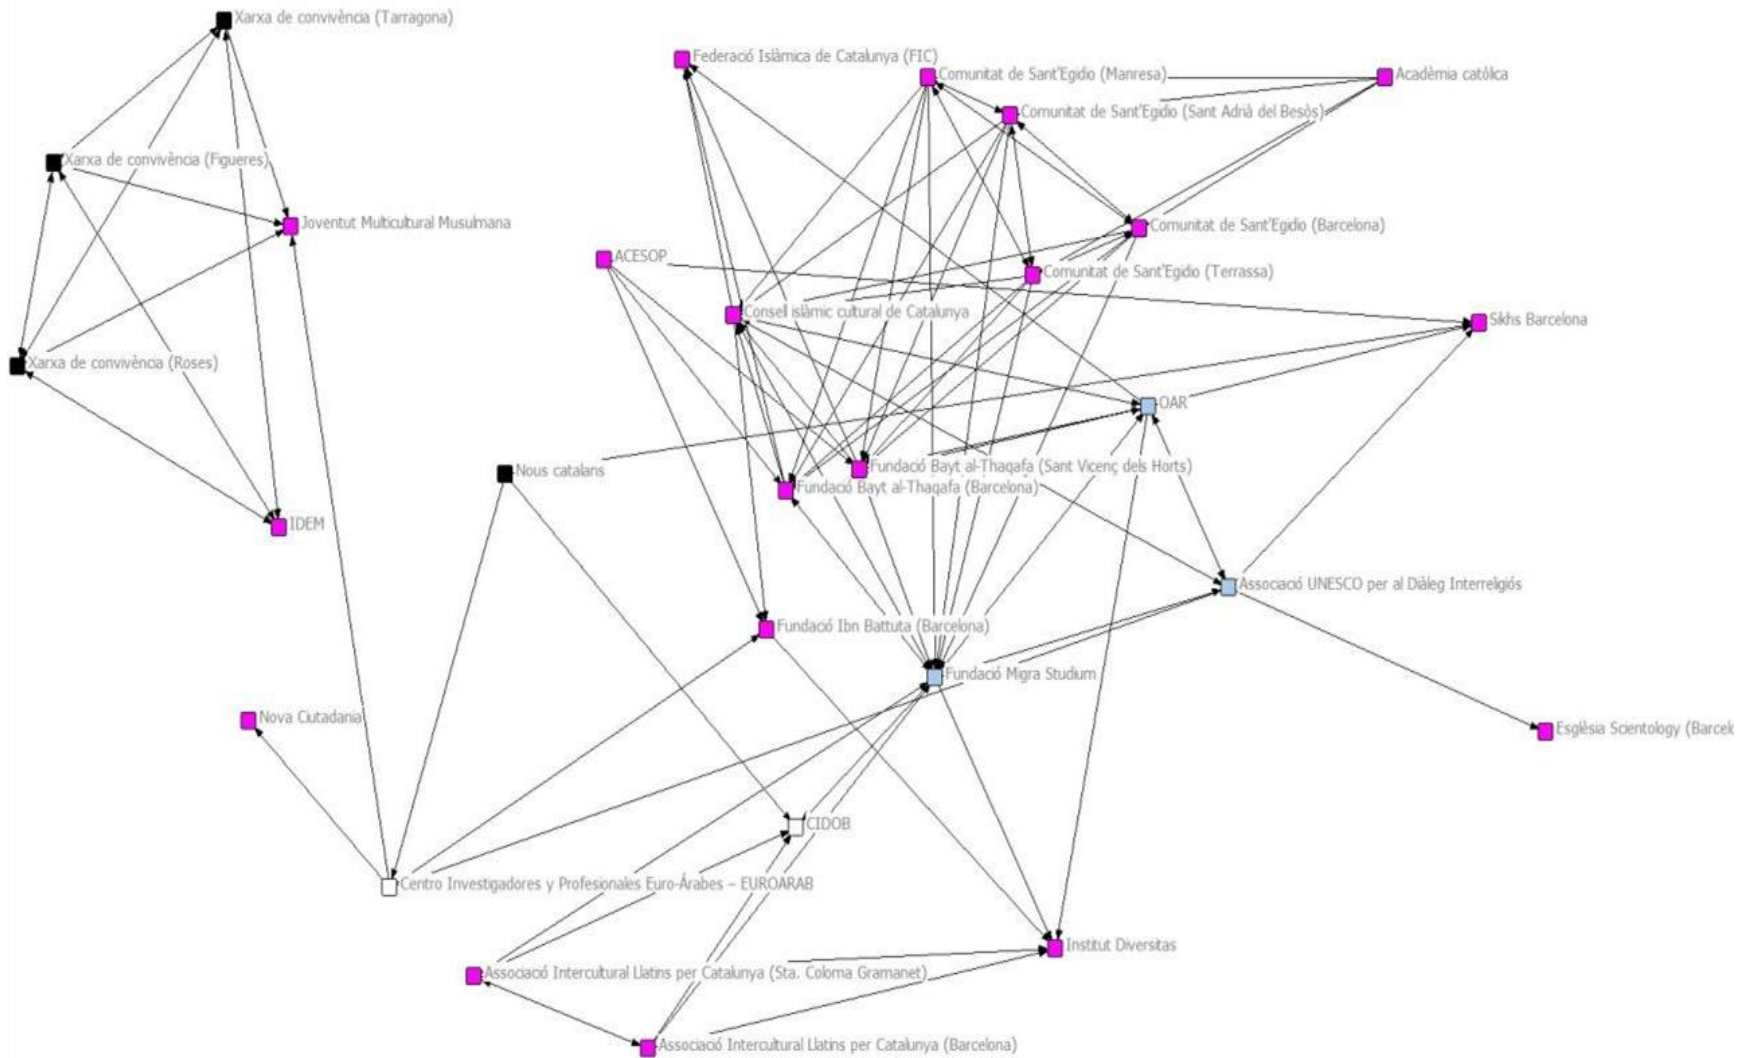 Xarxa de convivència (Tarragona)
Federació Islàmica de Catalunya (FIC)
Comunitat de Sant'Egidio (Manresa)
Acadèmia catòlica
Comunitat de Sant'Egidio (Sant Adrià del Besòs)
Xarxa de convivència (Figueres)
Joventut Multicultural Musulmana
Comunitat de Sant'Egidio (Barcelona)
ACESOP
Comunitat de Sant'Egidio (Terrassa)
Consell islàmic cultural de Catalunya
Sikhs Barcelona
Xarxa de convivència (Roses)
OAR
Nous catalans
Fundació Bayt al-Thaqafa (Sant Vicenç dels Horts)
Fundació Bayt al-Thaqafa (Barcelona)
IDEM
Associació UNESCO per al Diàleg Interreligiós
Fundació Ibn Battuta (Barcelona)
Fundació Migra Studium
Nova Ciutadania
Esglèsia Scientology (Barcel
CIDOB
Centro Investigadores y Profesionales Euro-Árabes – EUROARAB
Institut Diversitas
Associació Intercultural Llatins per Catalunya (Sta. Coloma Gramanet)
Associació Intercultural Llatins per Catalunya (Barcelona)